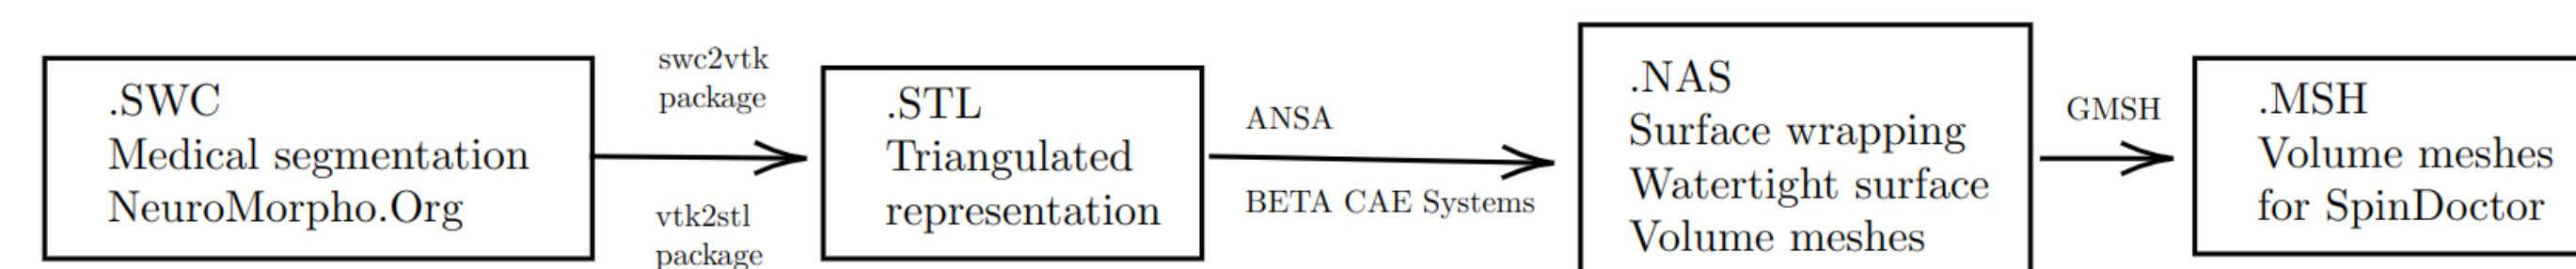 .SWC
Medical segmentation
NeuroMorpho.Org
swc2vtk
package
vtk2stl
package
.STL
Triangulated
representation
ANSA
BETA CAE Systems
.NAS
Surface wrapping
Watertight surface
Volume meshes
GMSH
.MSH
Volume meshes
for SpinDoctor